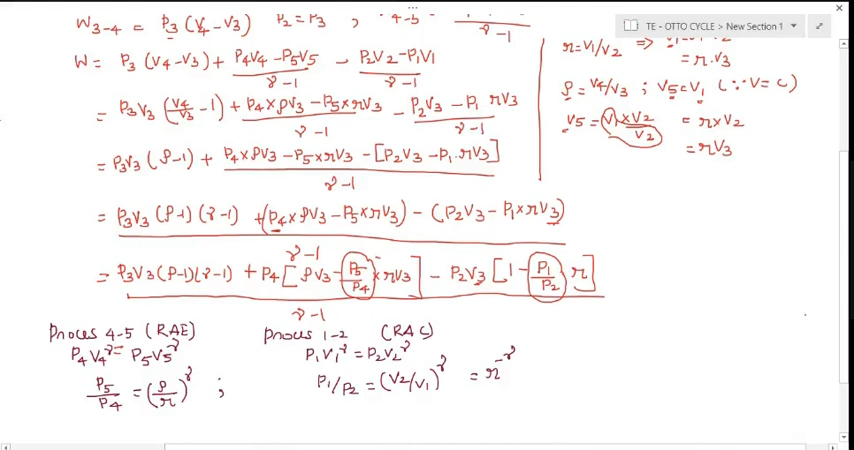 W₃₋₄ = P₃ (V₄ - V₃)   P₂ = P₃ ;
W = P₃ (V₄-V₃) + (P₄V₄ - P₅V₅)/(γ-1) - (P₂V₂ - P₁V₁)/(γ-1)
= P₃V₃ (V₄/V₃ - 1) + (P₄×ρV₃ - P₅×rV₃)/(γ-1) - (P₂V₃ - P₁ rV₃)/(γ-1)
= P₃V₃ (ρ-1) + (P₄×ρV₃ - P₅×rV₃ - [P₂V₃ - P₁.rV₃])/(γ-1)
= (P₃V₃ (ρ-1) (γ-1) + (P₄×ρV₃ - P₅×rV₃) - (P₂V₃ - P₁×rV₃))/(γ-1)
= (P₃V₃(ρ-1)(γ-1) + P₄ [ρV₃ - P₅/P₄ × rV₃] - P₂V₃ [1 - P₁/P₂ r])/(γ-1)
Proces 4-5 (RAE)
P₄V₄^γ = P₅V₅^γ
P₅/P₄ = (ρ/r)^γ ;
Proces 1-2 (RAC)
P₁V₁^γ = P₂V₂^γ
P₁/P₂ = (V₂/V₁)^γ = r^-γ
TE - OTTO CYCLE > New Section 1
r = V₁/V₂ ⇒
= r.V₃
ρ = V₄/V₃ ; V₅ = V₁ (∵ V = C)
V₅ = (V₁×V₂)/V₂ = r×V₂
= rV₃